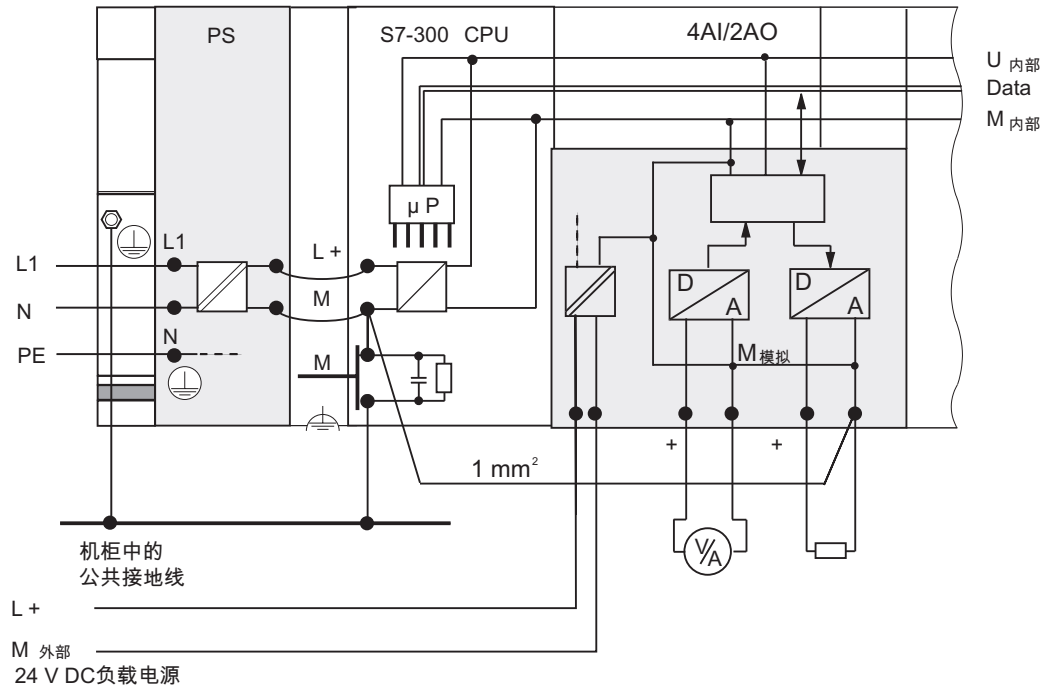 PS
S7-300 CPU
4AI/2AO
U 内部
Data
M 内部
µ P
L1
L +
L1
D
A
D
A
N
M
N
PE
M
M 模拟
+
+
1 mm²
V/A
机柜中的
公共接地线
L +
M 外部
24 V DC负载电源